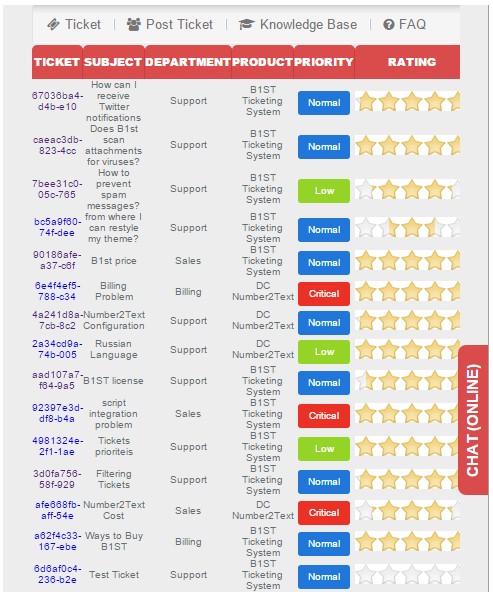 Ticket | Post Ticket | Knowledge Base | FAQ
TICKET SUBJECT DEPARTMENT PRODUCT PRIORITY RATING
67036ba4-d4b-e10 How can I receive Twitter notifications Support B1ST Ticketing System Normal
caeac3db-823-4cc Does B1st scan attachments for viruses? Support B1ST Ticketing System Normal
7bee31c0-05c-765 How to prevent spam messages? Support B1ST Ticketing System Low
bc5a9f60-74f-dee from where I can restyle my theme? Support B1ST Ticketing System Normal
90186afe-a37-c6f B1st price Sales B1ST Ticketing System Normal
6e4f4ef5-788-c34 Billing Problem Billing DC Number2Text Critical
4a241d8a-7cb-8c2 Number2Text Configuration Support DC Number2Text Normal
2a34cd9a-74b-005 Russian Language Support DC Number2Text Low
aad107a7-f64-9a5 B1ST license Support B1ST Ticketing System Normal
92397e3d-df8-b4a script integration problem Sales B1ST Ticketing System Critical
4981324e-2f1-1ae Tickets prioriteis Support B1ST Ticketing System Low
3d0fa756-58f-929 Filtering Tickets Support B1ST Ticketing System Normal
afe668fb-aff-54e Number2Text Cost Sales DC Number2Text Critical
a62f4c33-167-ebe Ways to Buy B1ST Billing B1ST Ticketing System Normal
6d6af0c4-236-b2e Test Ticket Support B1ST Ticketing System Normal
CHAT (ONLINE)